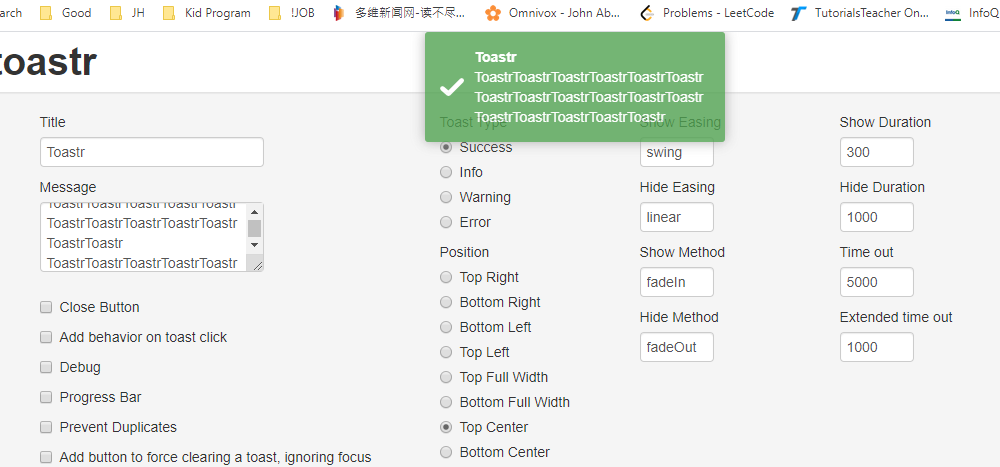 arch Good JH Kid Program !JOB 多维新闻网-读不尽... Omnivox - John Ab... Problems - LeetCode TutorialsTeacher On... InfoQ InfoQ
toastr
Toastr
ToastrToastrToastrToastrToastrToastr
ToastrToastrToastrToastrToastrToastr
ToastrToastrToastrToastrToastr
Title
Toastr
Message
ToastrToastrToastrToastrToastr
ToastrToastrToastrToastrToastr
ToastrToastr
ToastrToastrToastrToastrToastr
Close Button
Add behavior on toast click
Debug
Progress Bar
Prevent Duplicates
Add button to force clearing a toast, ignoring focus
Toast Type
Success
Info
Warning
Error
Position
Top Right
Bottom Right
Bottom Left
Top Left
Top Full Width
Bottom Full Width
Top Center
Bottom Center
Show Easing
swing
Hide Easing
linear
Show Method
fadeIn
Hide Method
fadeOut
Show Duration
300
Hide Duration
1000
Time out
5000
Extended time out
1000